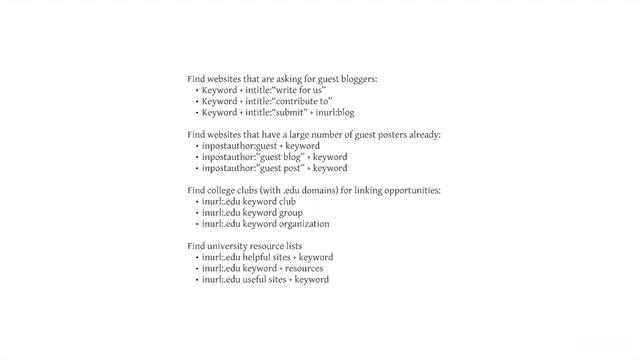 Find websites that are asking for guest bloggers:
• Keyword + intitle:“write for us”
• Keyword + intitle:“contribute to”
• Keyword + intitle:“submit” + inurl:blog
Find websites that have a large number of guest posters already:
• inpostauthor:guest + keyword
• inpostauthor:”guest blog” + keyword
• inpostauthor:”guest post” + keyword
Find college clubs (with .edu domains) for linking opportunities:
• inurl:.edu keyword club
• inurl:.edu keyword group
• inurl:.edu keyword organization
Find university resource lists
• inurl:.edu helpful sites + keyword
• inurl:.edu keyword + resources
• inurl:.edu useful sites + keyword